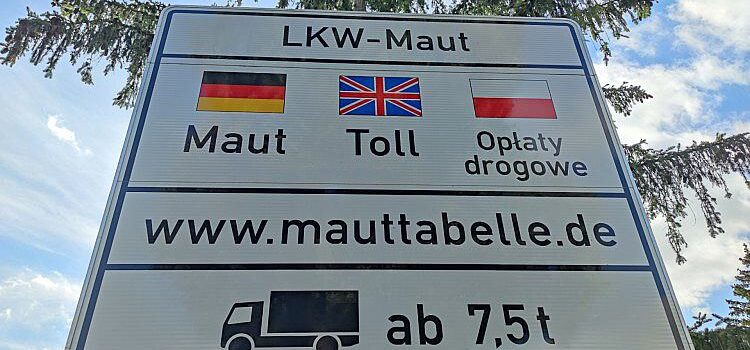 LKW-Maut
Maut Toll Opłaty
drogowe
www.mauttabelle.de
ab 7,5t